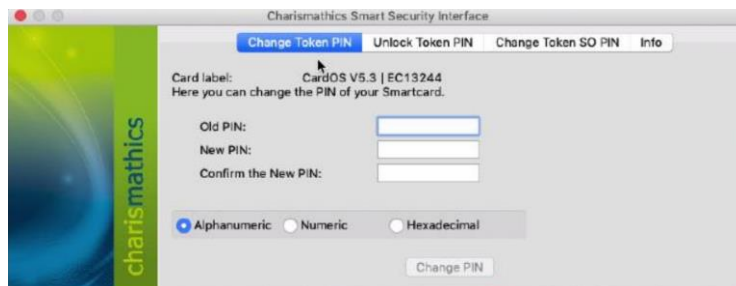 Charismathics Smart Security Interface
Change Token PIN Unlock Token PIN Change Token SO PIN Info
Card label: CardOS V5.3 | EC13244
Here you can change the PIN of your Smartcard.
Old PIN:
New PIN:
Confirm the New PIN:
Alphanumeric Numeric Hexadecimal
Change PIN
charismathics